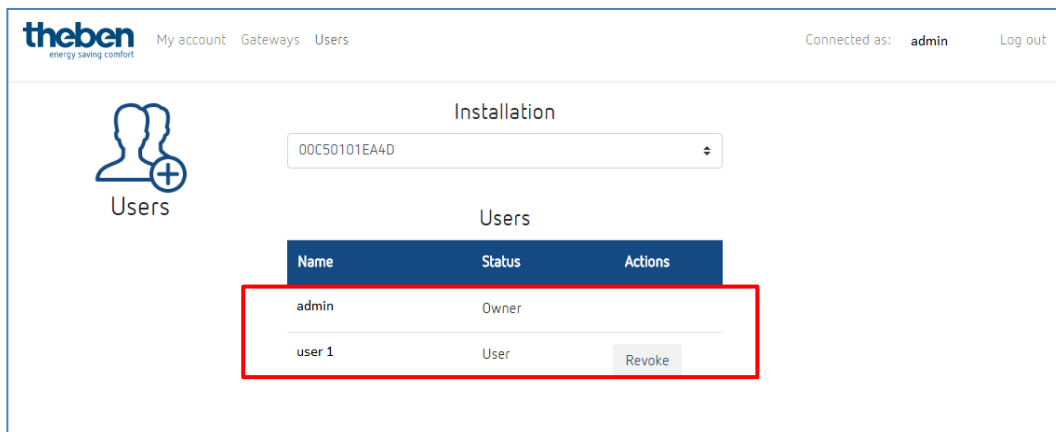 theben
energy saving comfort
My account Gateways Users
Connected as: admin Log out
Users
Installation
00C50101EA4D
Users
Name Status Actions
admin Owner
user 1 User Revoke